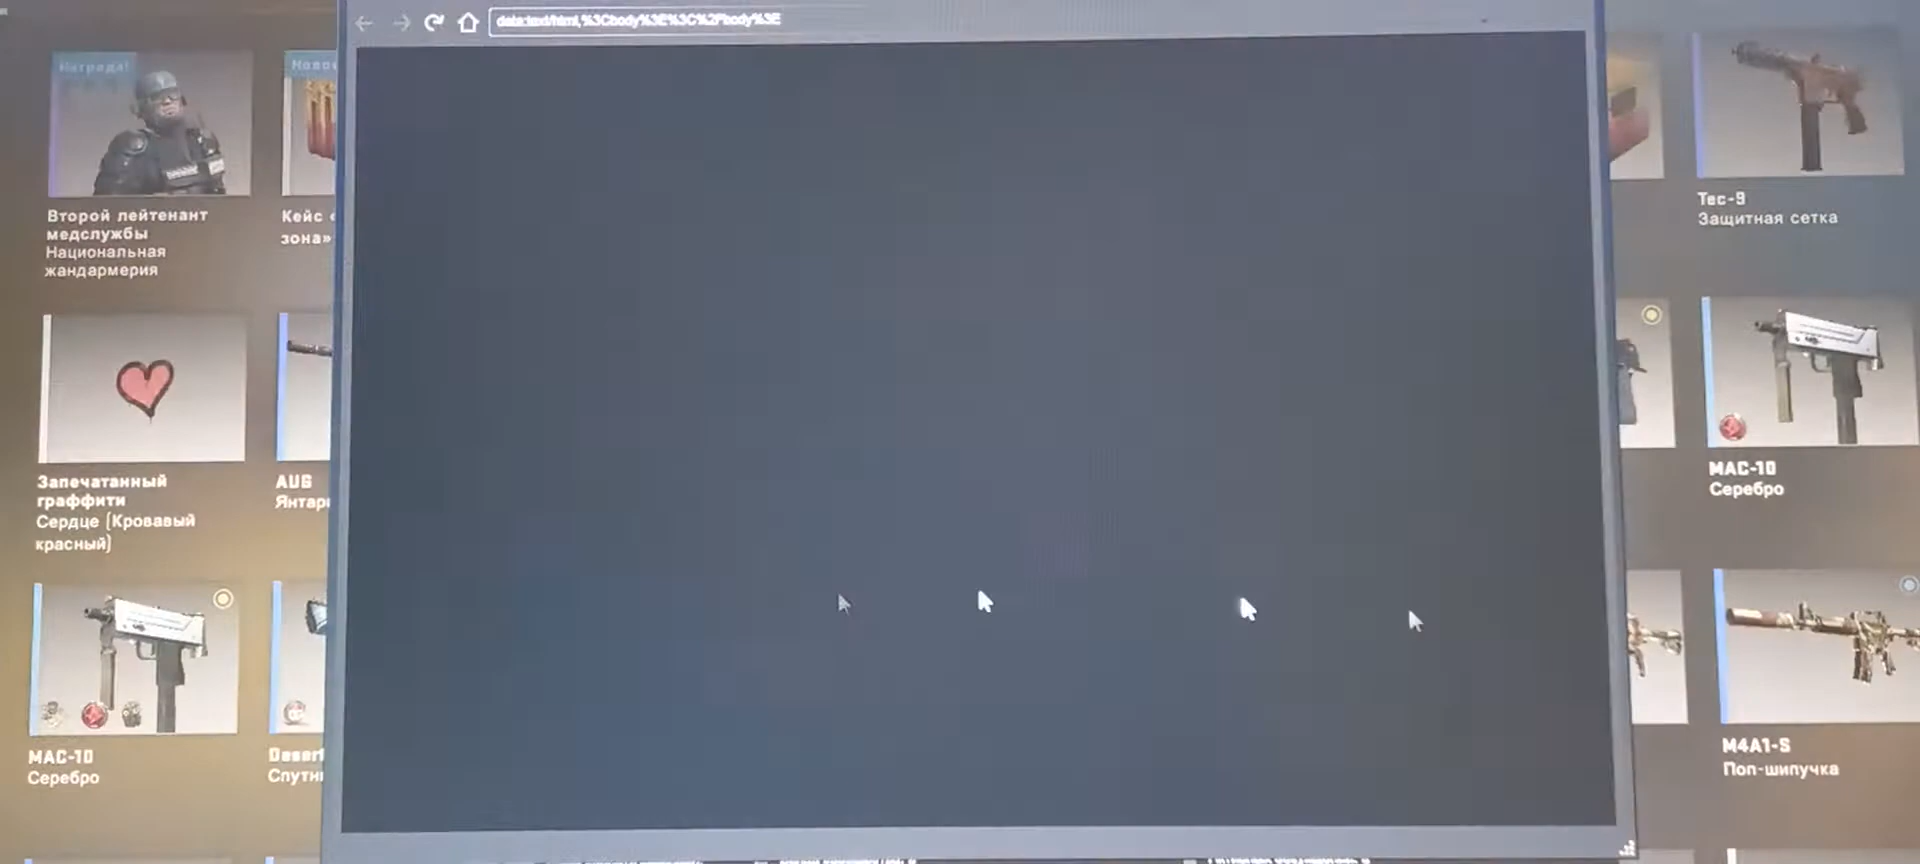 data:text/html,%3Cbody%3E%3C%2Fbody%3E
Награда!
Второй лейтенант
медслужбы
Национальная
жандармерия
Кейс
зона»
Tec-9
Защитная сетка
Запечатанный
граффити
Сердце (Кровавый
красный)
AUG
MAC-10
Серебро
MAC-10
Серебро
M4A1-S
Поп-шипучка